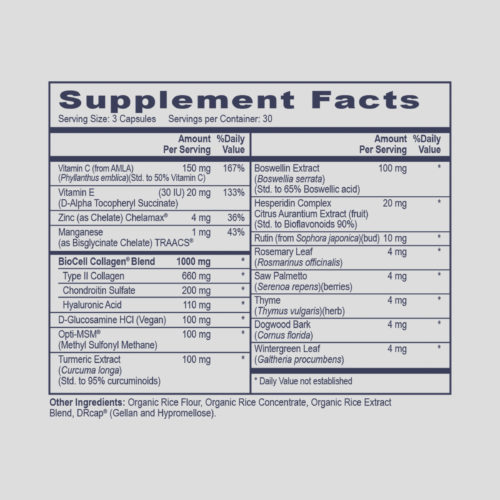 Supplement Facts
Serving Size: 3 Capsules Servings per Container: 30
Amount %Daily
Per Serving Value
Vitamin C (from AMLA) 150 mg 167%
(Phyllanthus emblica)(Std. to 50% Vitamin C)
Vitamin E (30 IU) 20 mg 133%
(D-Alpha Tocopheryl Succinate)
Zinc (as Chelate) Chelamax® 4 mg 36%
Manganese 1 mg 43%
(as Bisglycinate Chelate) TRAACS®
BioCell Collagen® Blend 1000 mg *
Type II Collagen 660 mg *
Chondroitin Sulfate 200 mg *
Hyaluronic Acid 110 mg *
D-Glucosamine HCl (Vegan) 100 mg *
Opti-MSM® 100 mg *
(Methyl Sulfonyl Methane)
Turmeric Extract 100 mg *
(Curcuma longa)
(Std. to 95% curcuminoids)
Amount %Daily
Per Serving Value
Boswellin Extract 100 mg *
(Boswellia serrata)
(Std. to 65% Boswellic acid)
Hesperidin Complex 20 mg *
Citrus Aurantium Extract (fruit)
(Std. to Bioflavonoids 90%)
Rutin (from Sophora japonica)(bud) 10 mg *
Rosemary Leaf 4 mg *
(Rosmarinus officinalis)
Saw Palmetto 4 mg *
(Serenoa repens)(berries)
Thyme 4 mg *
(Thymus vulgaris)(herb)
Dogwood Bark 4 mg *
(Cornus florida)
Wintergreen Leaf 4 mg *
(Galtheria procumbens)
* Daily Value not established
Other Ingredients: Organic Rice Flour, Organic Rice Concentrate, Organic Rice Extract
Blend, DRcap® (Gellan and Hypromellose).